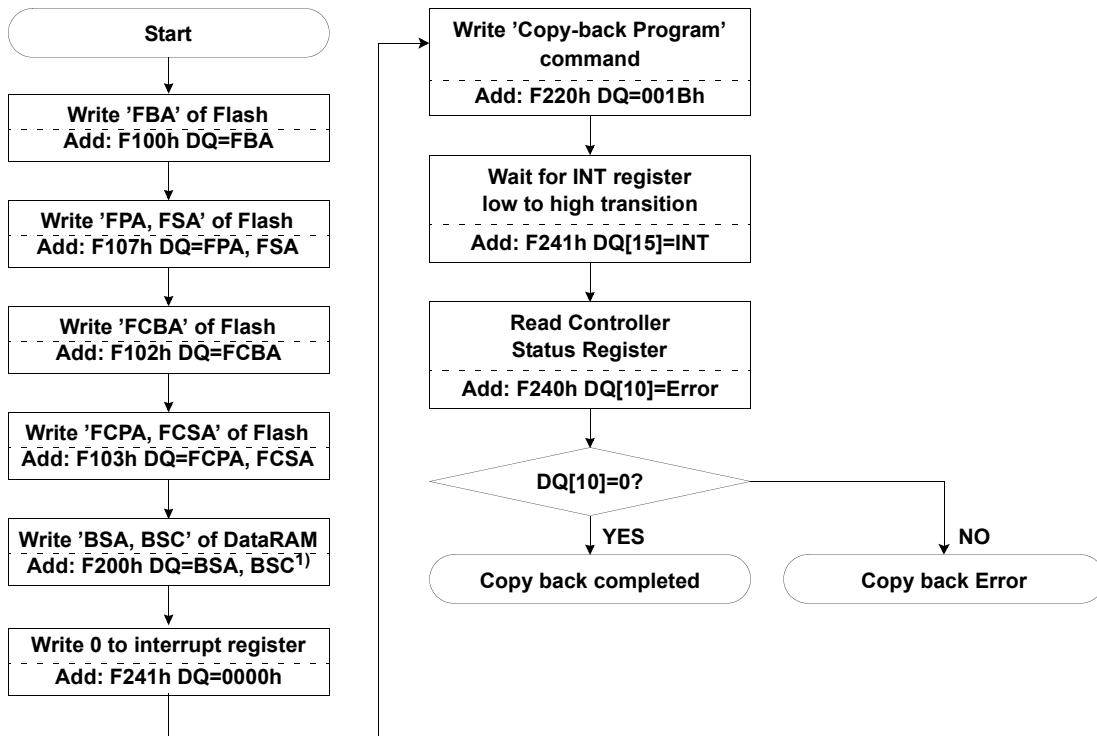 Start
Write ’FBA’ of Flash
Add: F100h DQ=FBA
Write ’FPA, FSA’ of Flash
Add: F107h DQ=FPA, FSA
Write ’FCBA’ of Flash
Add: F102h DQ=FCBA
Write ’FCPA, FCSA’ of Flash
Add: F103h DQ=FCPA, FCSA
Write ’BSA, BSC’ of DataRAM
Add: F200h DQ=BSA, BSC1)
Write 0 to interrupt register
Add: F241h DQ=0000h
Write ’Copy-back Program’
command
Add: F220h DQ=001Bh
Wait for INT register
low to high transition
Add: F241h DQ[15]=INT
Read Controller
Status Register
Add: F240h DQ[10]=Error
DQ[10]=0?
YES
NO
Copy back completed
Copy back Error